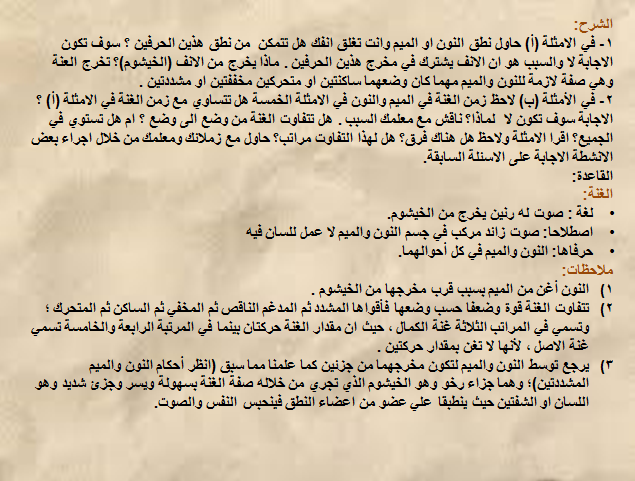 الشرح:
١- في الامثلة (أ) حاول نطق النون او الميم وانت تغلق انفك هل تتمكن من نطق هذين الحرفين ؟ سوف تكون
الاجابة لا والسبب هو ان الانف يشترك في مخرج هذين الحرفين . ماذا يخرج من الانف (الخيشوم)؟ تخرج الغنة
وهي صفة لازمة للنون والميم مهما كان وضعهما ساكنتين او متحركين مخففتين او مشددتين .
٢- في الأمثلة (ب) لاحظ زمن الغنة في الميم والنون في الامثلة الخمسة هل تتساوي مع زمن الغنة في الامثلة (أ) ؟
الاجابة سوف تكون لا لماذا؟ ناقش مع معلمك السبب . هل تتفاوت الغنة من وضع الى وضع ؟ ام هل تستوي في
الجميع؟ اقرا الامثلة ولاحظ هل هناك فرق؟ هل لهذا التفاوت مراتب؟ حاول مع زملائك ومعلمك من خلال اجراء بعض
الانشطة الاجابة على الاسئلة السابقة.
القاعدة:
الغنة:
• لغة : صوت له رنين يخرج من الخيشوم.
• اصطلاحا: صوت زائد مركب في جسم النون والميم لا عمل للسان فيه
• حرفاها: النون والميم في كل أحوالهما.
ملاحظات:
١) النون أغن من الميم بسبب قرب مخرجها من الخيشوم .
٢) تتفاوت الغنة قوة وضعفا حسب وضعها فأقواها المشدد ثم المدغم الناقص ثم المخفي ثم الساكن ثم المتحرك ؛
وتسمي في المراتب الثلاثة غنة الكمال ، حيث ان مقدار الغنة حركتان بينما في المرتبة الرابعة والخامسة تسمي
غنة الاصل ، لأنها لا تغن بمقدار حركتين .
٣) يرجع توسط النون والميم لتكون مخرجهما من جزئين كما علمنا مما سبق (انظر أحكام النون والميم
المشددتين)؛ وهما جزاء رخو وهو الخيشوم الذي تجري من خلاله صفة الغنة بسهولة ويسر وجزئ شديد وهو
اللسان او الشفتين حيث ينطبقا علي عضو من اعضاء النطق فينحبس النفس والصوت.